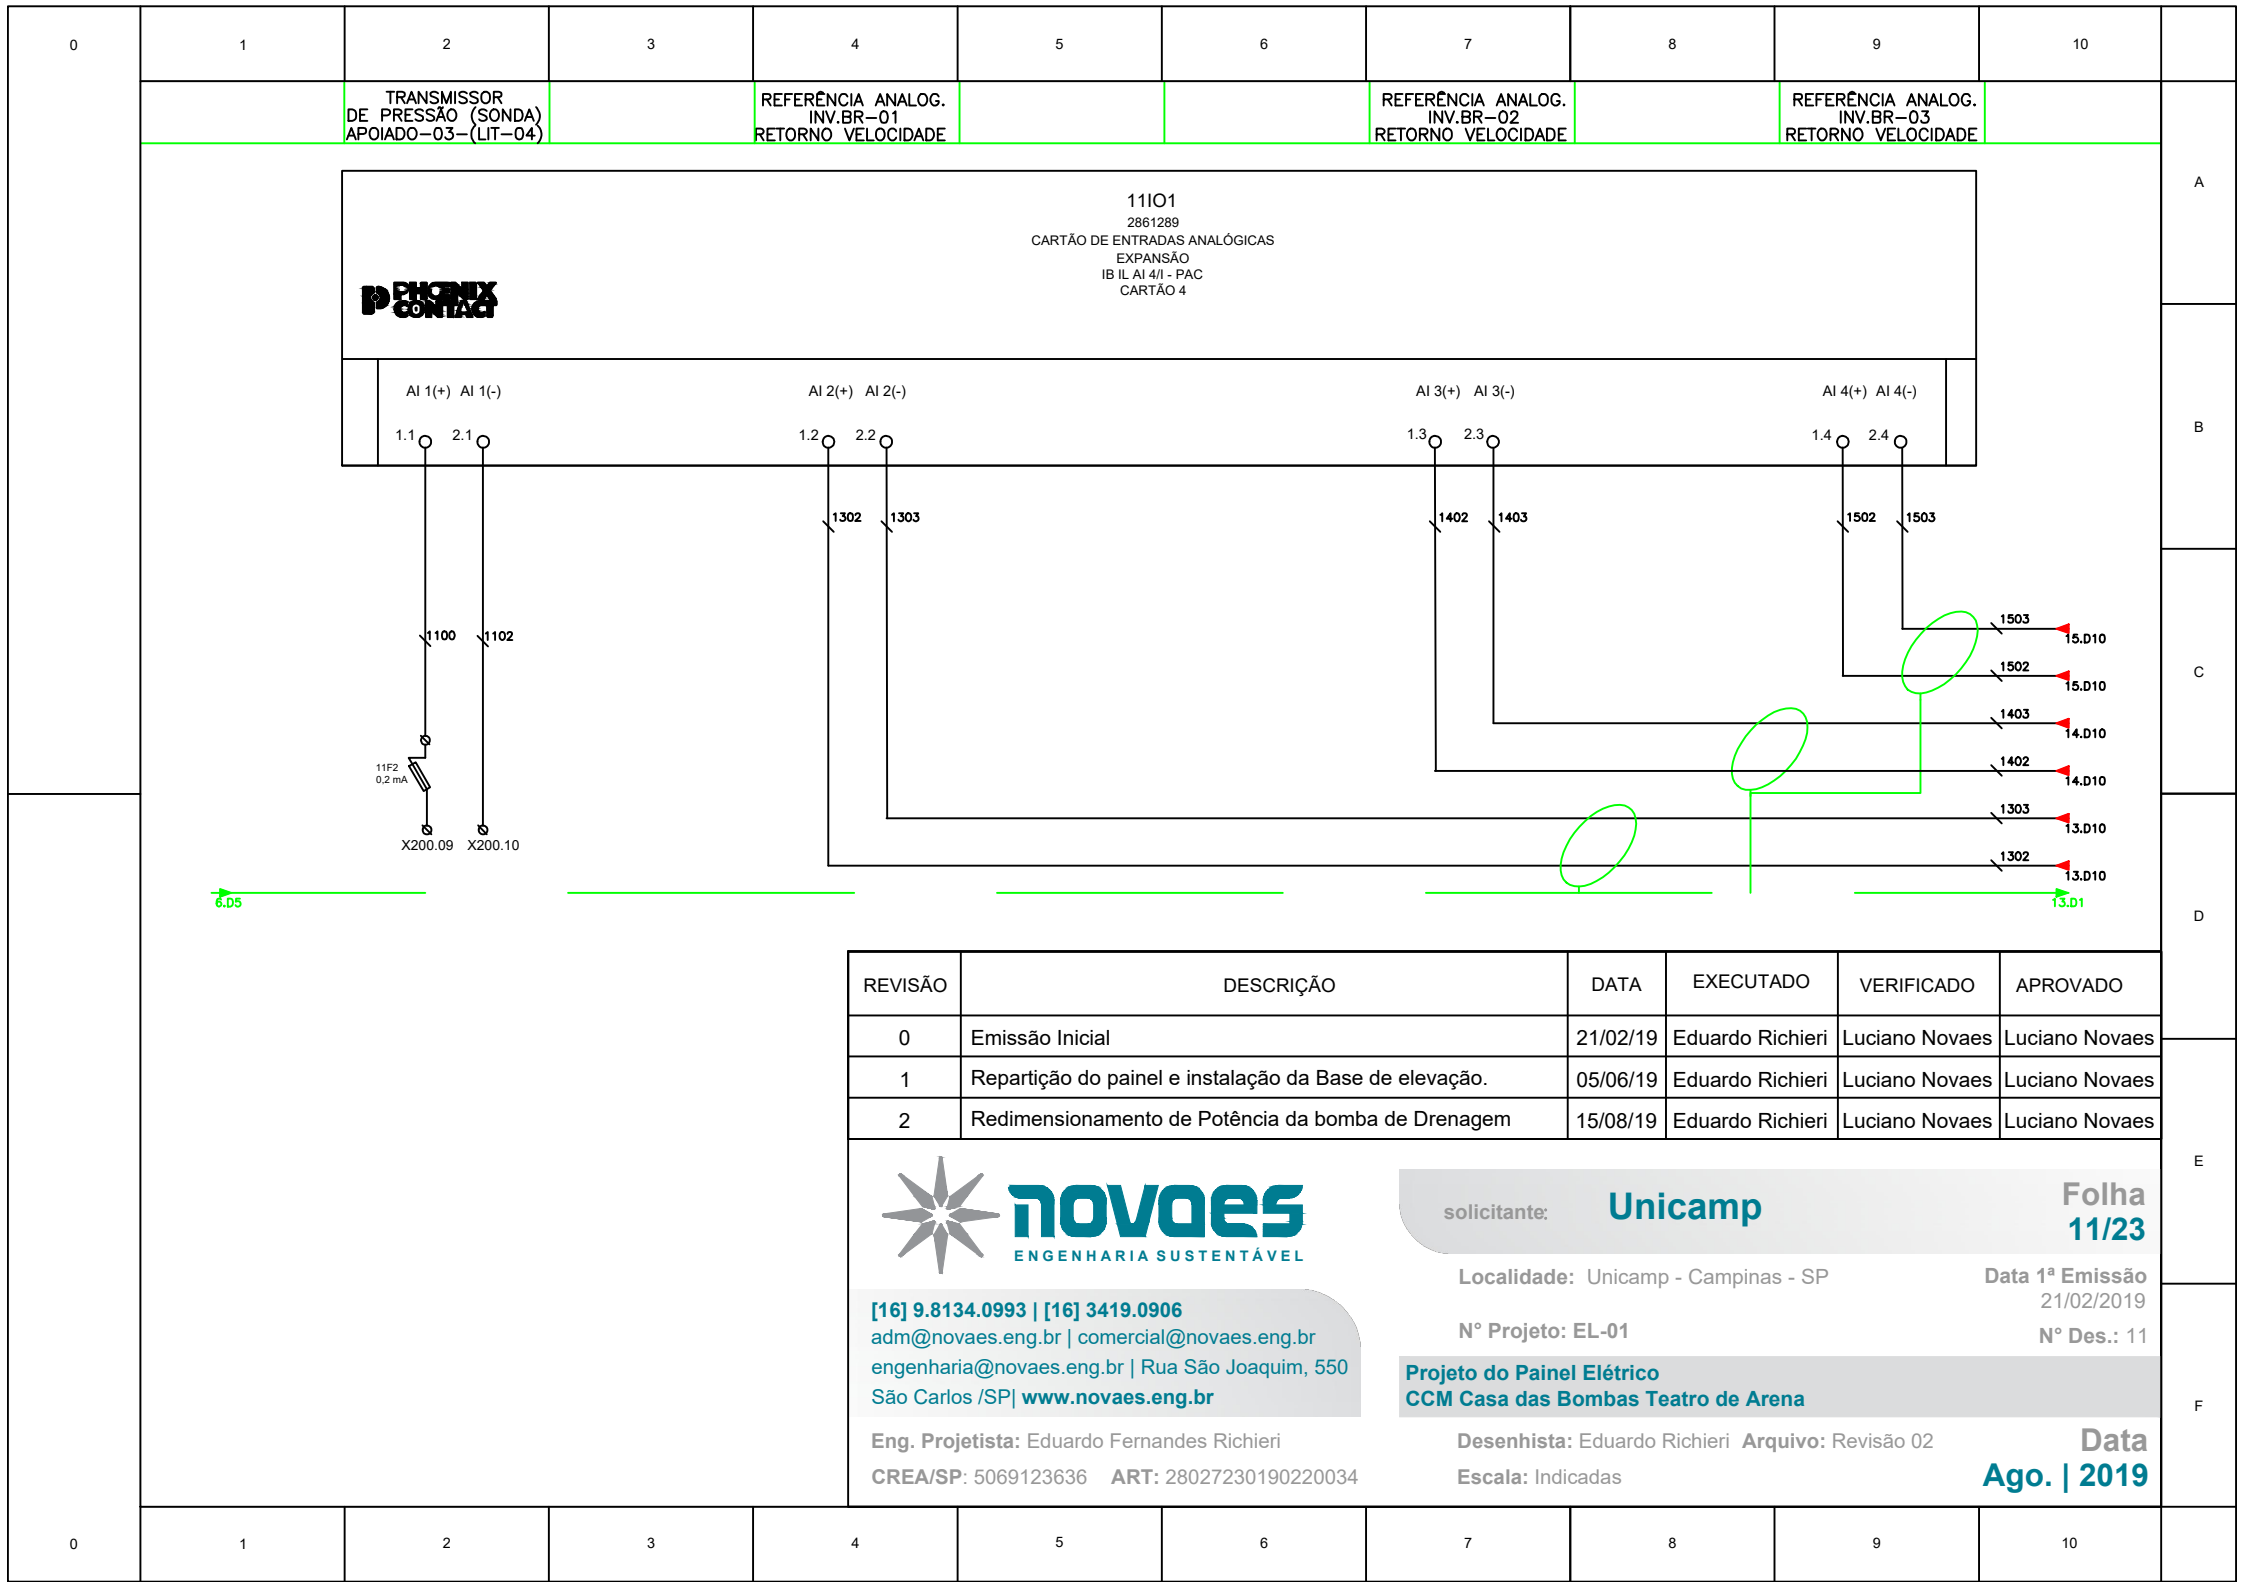 0 1 2 3 4 5 6 7 8 9 10
TRANSMISSOR
DE PRESSÃO (SONDA)
APOIADO-03-(LIT-04)
REFERÊNCIA ANALOG.
INV.BR-01
RETORNO VELOCIDADE
REFERÊNCIA ANALOG.
INV.BR-02
RETORNO VELOCIDADE
REFERÊNCIA ANALOG.
INV.BR-03
RETORNO VELOCIDADE
A
11IO1
2861289
CARTÃO DE ENTRADAS ANALÓGICAS
EXPANSÃO
IB IL AI 4/I - PAC
CARTÃO 4
PHOENIX
CONTACT
AI 1(+) AI 1(-) AI 2(+) AI 2(-) AI 3(+) AI 3(-) AI 4(+) AI 4(-)
1.1 2.1 1.2 2.2 1.3 2.3 1.4 2.4
B
1302 1303 1402 1403 1502 1503
1100 1102
1503
15.D10
1502
15.D10
C
1403
14.D10
1402
14.D10
11F2
0,2 mA
1303
13.D10
1302
13.D10
X200.09 X200.10
6.D5
13.D1
D
REVISÃO DESCRIÇÃO DATA EXECUTADO VERIFICADO APROVADO
0 Emissão Inicial 21/02/19 Eduardo Richieri Luciano Novaes Luciano Novaes
1 Repartição do painel e instalação da Base de elevação. 05/06/19 Eduardo Richieri Luciano Novaes Luciano Novaes
2 Redimensionamento de Potência da bomba de Drenagem 15/08/19 Eduardo Richieri Luciano Novaes Luciano Novaes
E
novaes
ENGENHARIA SUSTENTÁVEL
solicitante: Unicamp
Folha
11/23
Localidade: Unicamp - Campinas - SP
Data 1ª Emissão
21/02/2019
N° Projeto: EL-01
N° Des.: 11
[16] 9.8134.0993 | [16] 3419.0906
adm@novaes.eng.br | comercial@novaes.eng.br
engenharia@novaes.eng.br | Rua São Joaquim, 550
São Carlos /SP| www.novaes.eng.br
Projeto do Painel Elétrico
CCM Casa das Bombas Teatro de Arena
F
Eng. Projetista: Eduardo Fernandes Richieri
CREA/SP: 5069123636 ART: 28027230190220034
Desenhista: Eduardo Richieri Arquivo: Revisão 02
Escala: Indicadas
Data
Ago. | 2019
0 1 2 3 4 5 6 7 8 9 10